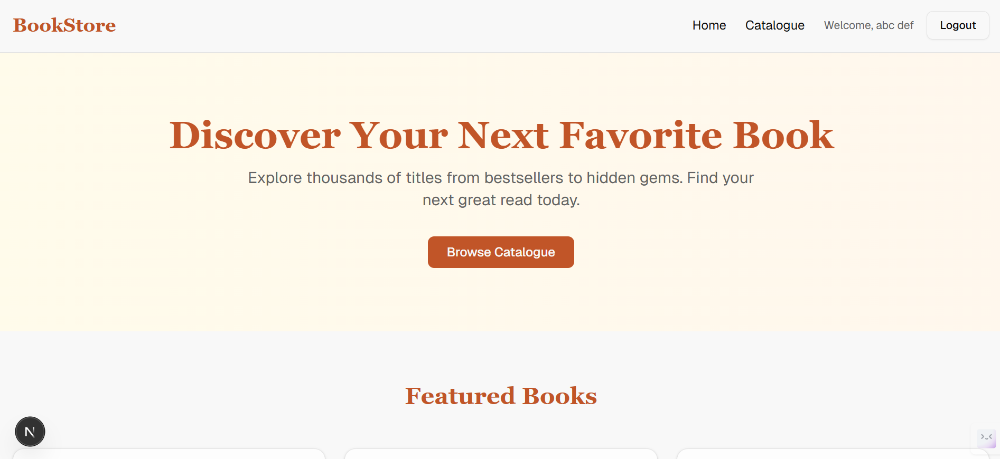 BookStore
Home Catalogue Welcome, abc def Logout
Discover Your Next Favorite Book
Explore thousands of titles from bestsellers to hidden gems. Find your
next great read today.
Browse Catalogue
Featured Books
N